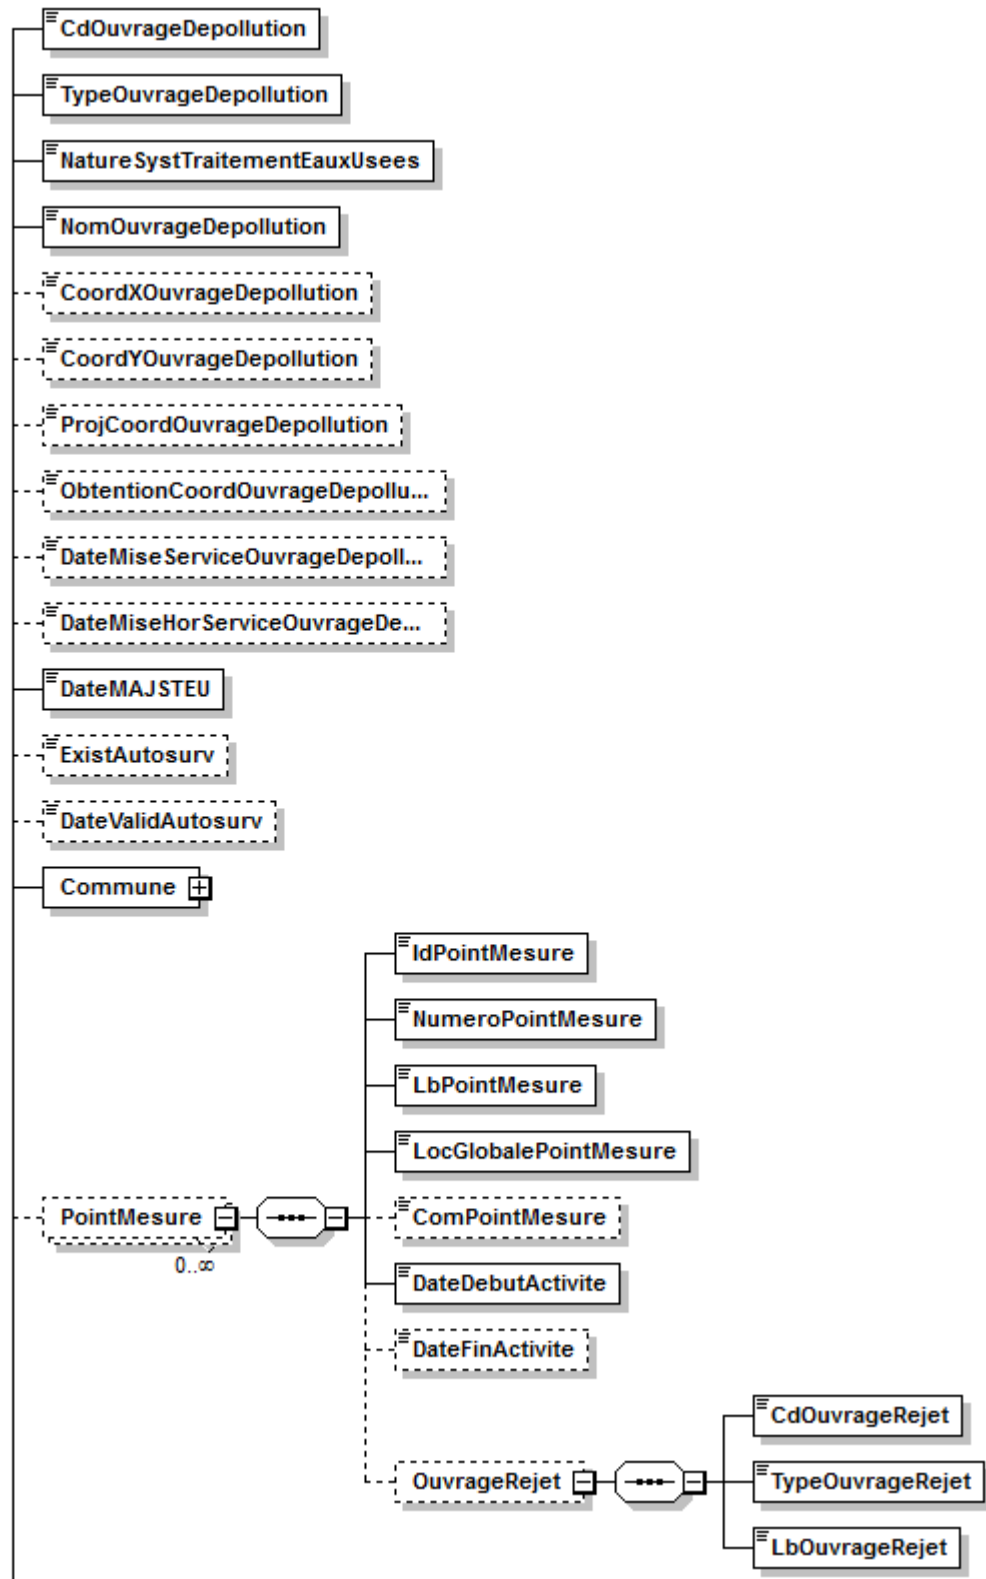 CdOuvrageDepollution
TypeOuvrageDepollution
NatureSystTraitementEauxUsees
NomOuvrageDepollution
CoordXOuvrageDepollution
CoordYOuvrageDepollution
ProjCoordOuvrageDepollution
ObtentionCoordOuvrageDepollu...
DateMiseServiceOuvrageDepoll...
DateMiseHorServiceOuvrageDe...
DateMAJSTEU
ExistAutosurv
DateValidAutosurv
Commune
IdPointMesure
NumeroPointMesure
LbPointMesure
LocGlobalePointMesure
PointMesure
0..∞
ComPointMesure
DateDebutActivite
DateFinActivite
OuvrageRejet
CdOuvrageRejet
TypeOuvrageRejet
LbOuvrageRejet